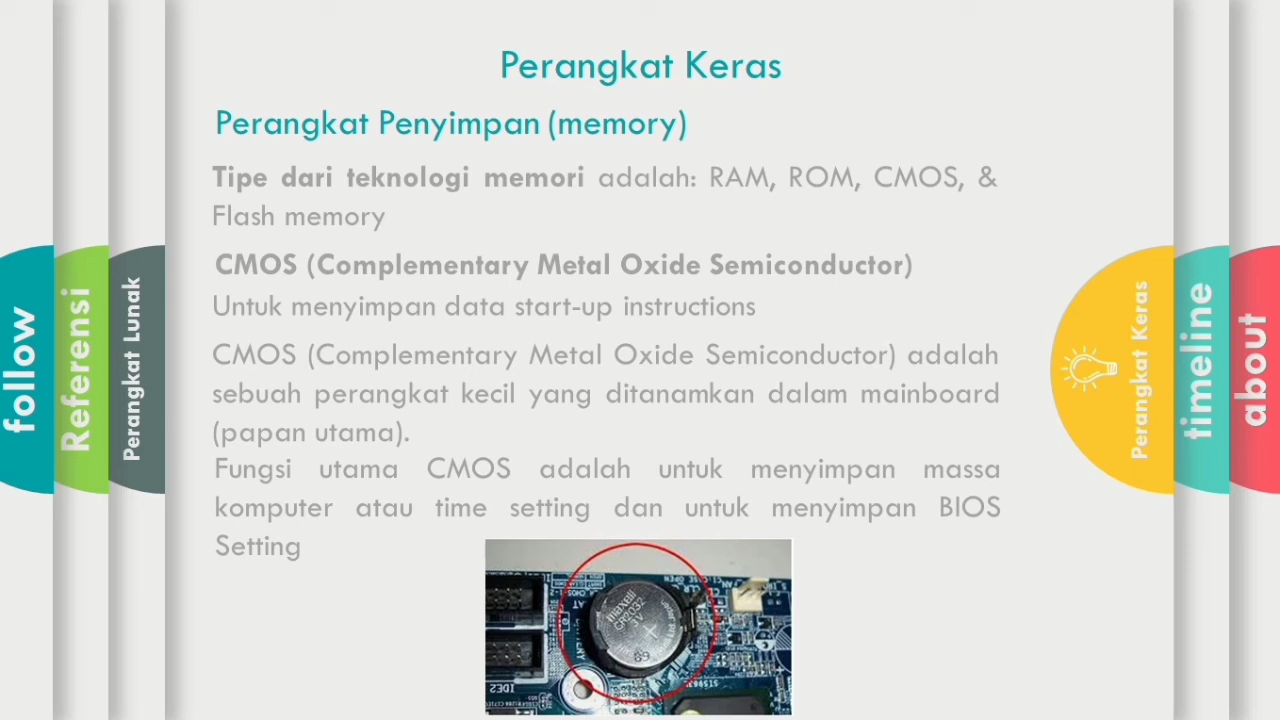 Perangkat Keras
Perangkat Penyimpan (memory)
Tipe dari teknologi memori adalah: RAM, ROM, CMOS, &
Flash memory
CMOS (Complementary Metal Oxide Semiconductor)
Untuk menyimpan data start-up instructions
CMOS (Complementary Metal Oxide Semiconductor) adalah
sebuah perangkat kecil yang ditanamkan dalam mainboard
(papan utama).
Fungsi utama CMOS adalah untuk menyimpan massa
komputer atau time setting dan untuk menyimpan BIOS
Setting
follow
Referensi
Perangkat Lunak
Perangkat Keras
timeline
about
maxell
CR2032
3V
IDE2